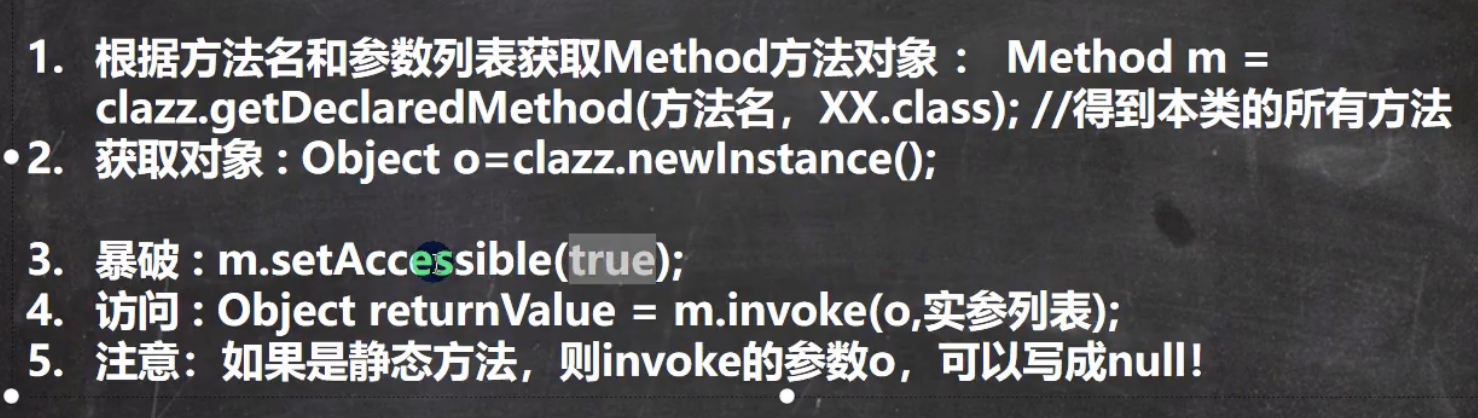 1. 根据方法名和参数列表获取Method方法对象： Method m =
clazz.getDeclaredMethod(方法名，XX.class); //得到本类的所有方法
2. 获取对象 : Object o=clazz.newInstance();
3. 暴破 : m.setAccessible(true);
4. 访问 : Object returnValue = m.invoke(o,实参列表);
5. 注意：如果是静态方法，则invoke的参数o，可以写成null！